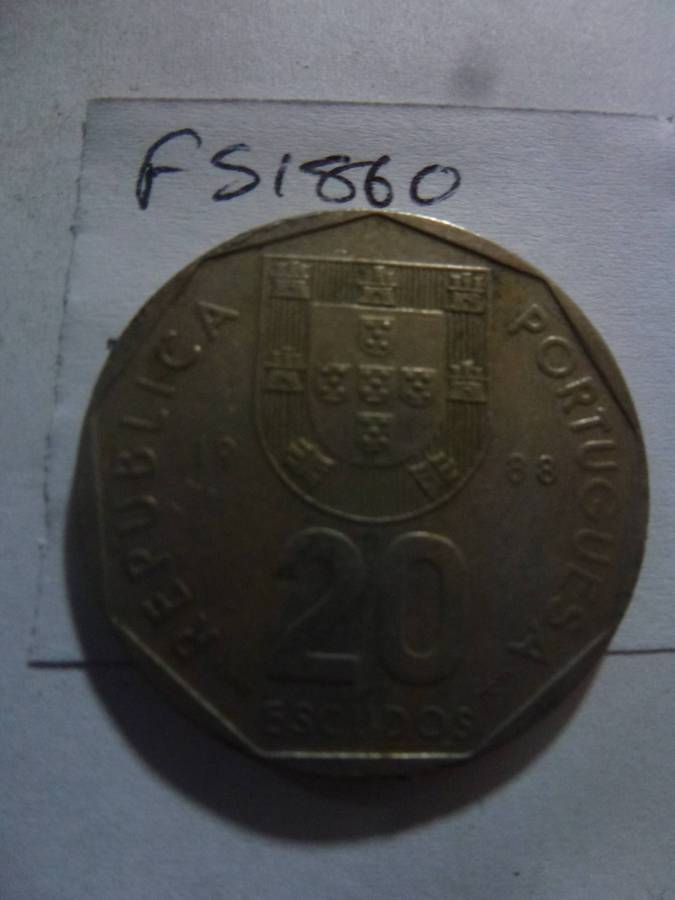 FS1860
REPUBLICA PORTUGUESA
19 88
20
ESCUDOS